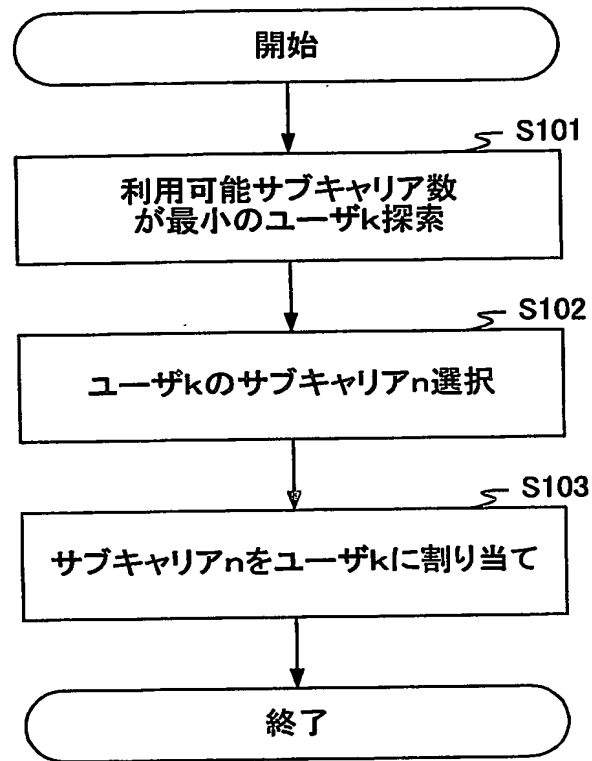 開始
S101
利用可能サブキャリア数
が最小のユーザk探索
S102
ユーザkのサブキャリアn選択
S103
サブキャリアnをユーザkに割り当て
終了